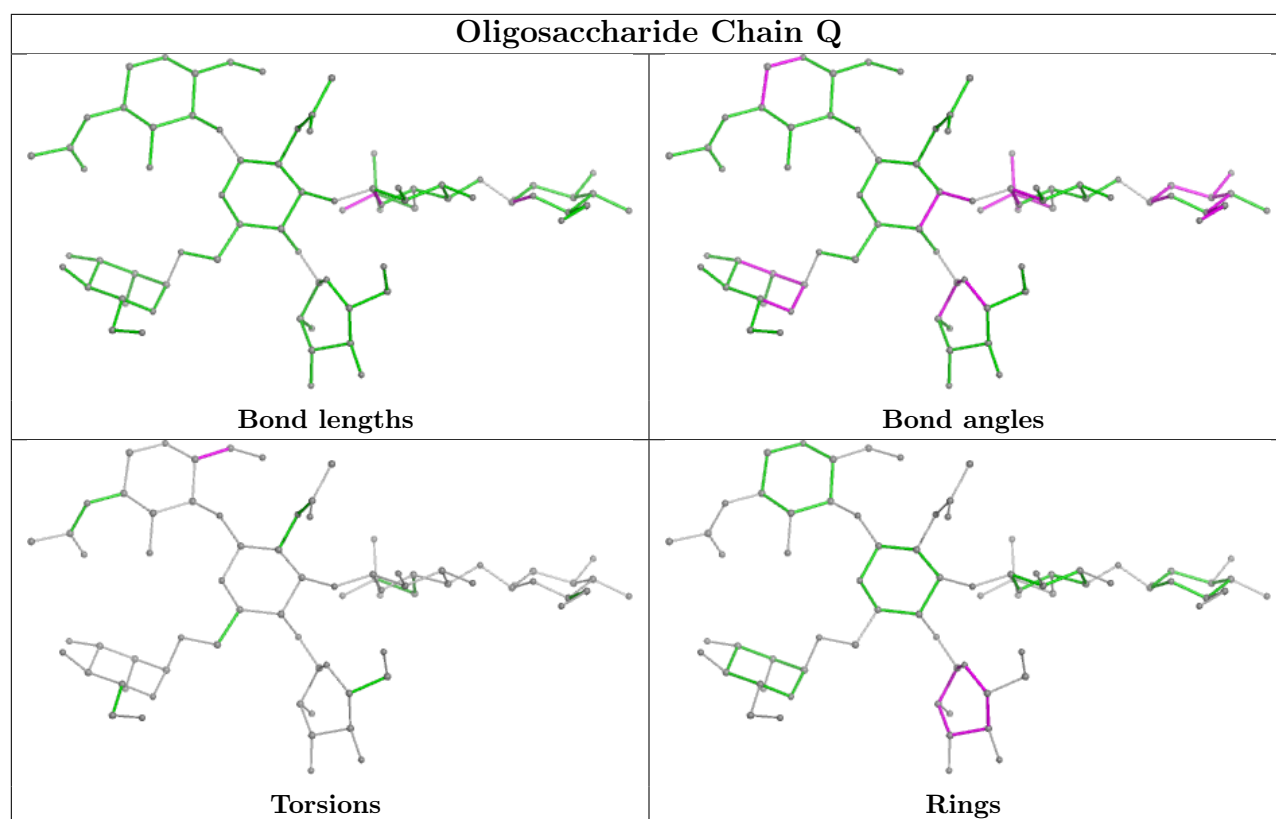 Oligosaccharide Chain Q
Bond lengths
Bond angles
Torsions
Rings